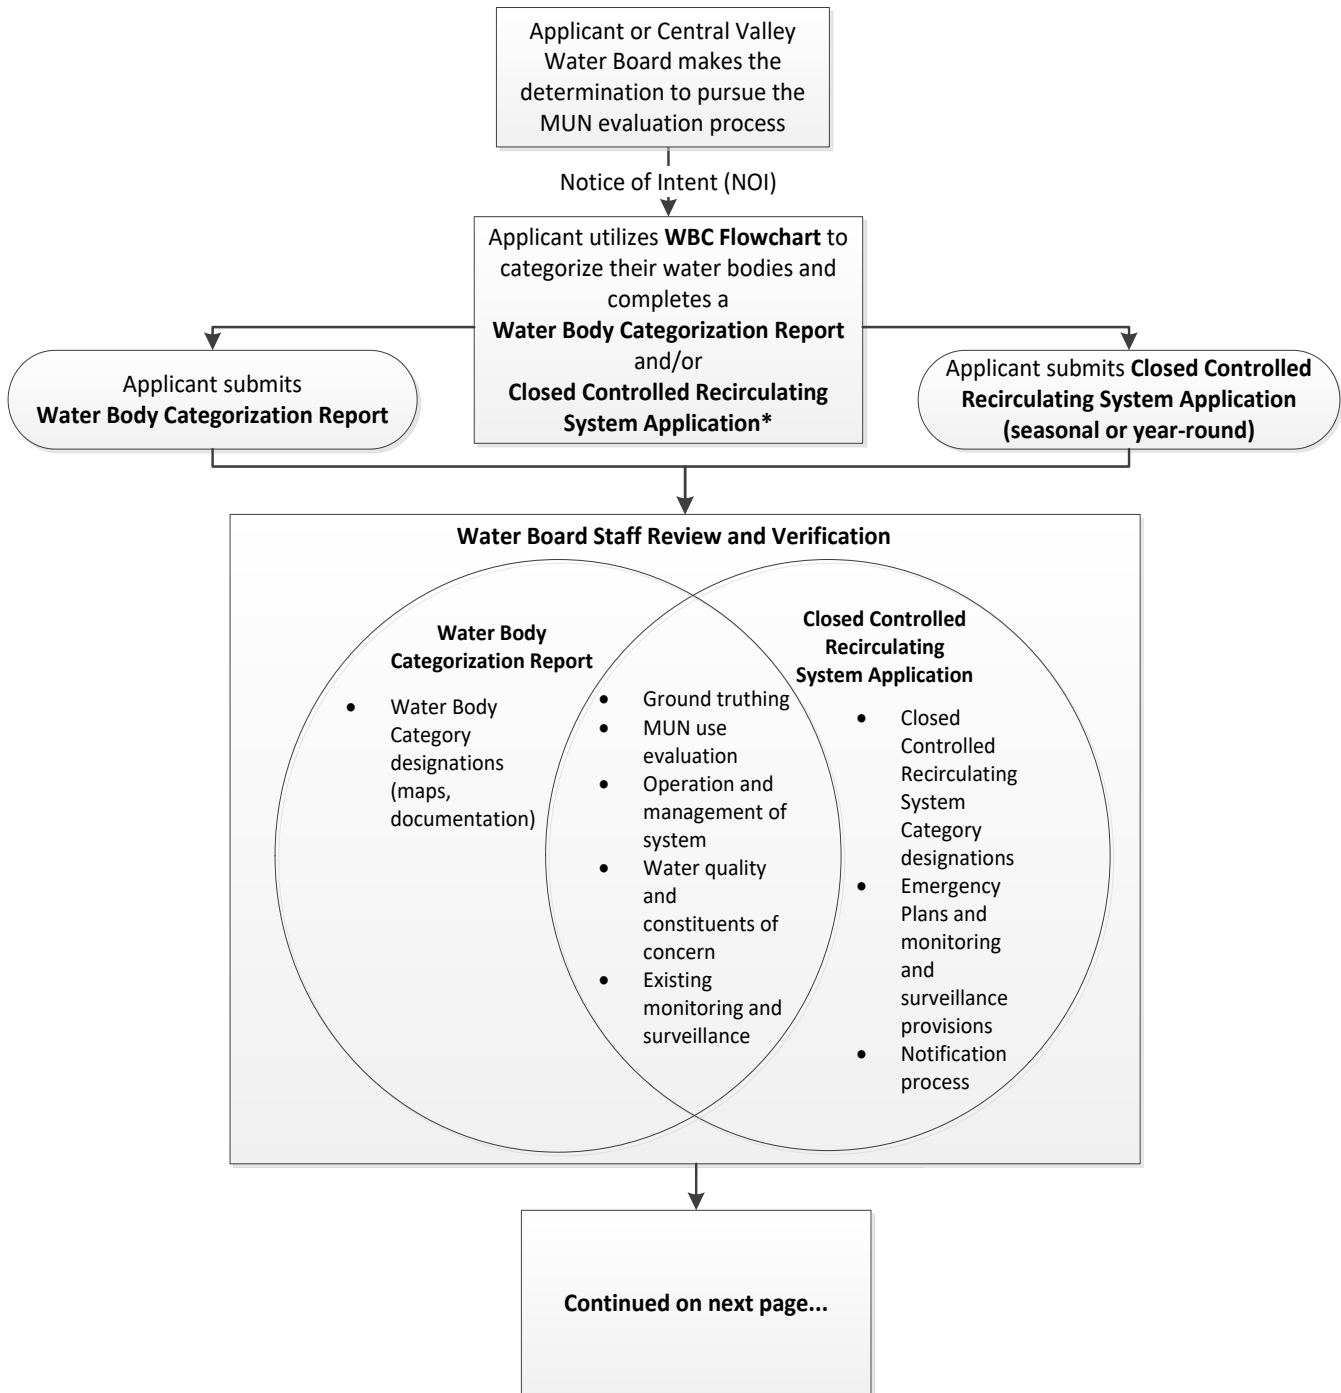 Applicant or Central Valley
Water Board makes the
determination to pursue the
MUN evaluation process
Notice of Intent (NOI)
Applicant utilizes WBC Flowchart to
categorize their water bodies and
completes a
Water Body Categorization Report
and/or
Closed Controlled Recirculating
System Application*
Applicant submits
Water Body Categorization Report
Applicant submits Closed Controlled
Recirculating System Application
(seasonal or year-round)
Water Board Staff Review and Verification
Water Body
Categorization Report
• Water Body
Category
designations
(maps,
documentation)
• Ground truthing
• MUN use
evaluation
• Operation and
management of
system
• Water quality
and
constituents of
concern
• Existing
monitoring and
surveillance
Closed Controlled
Recirculating
System Application
• Closed
Controlled
Recirculating
System
Category
designations
• Emergency
Plans and
monitoring
and
surveillance
provisions
• Notification
process
Continued on next page...